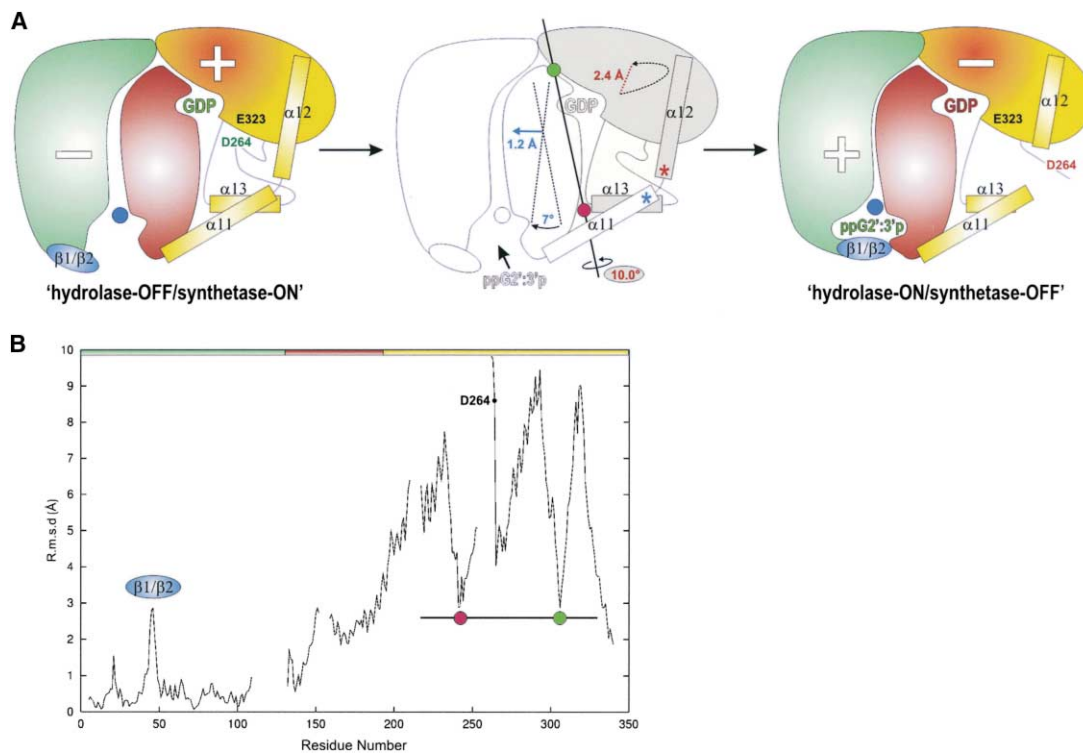 A
+
GDP
α12
E323
D264
−
α13
α11
β1/β2
'hydrolase-OFF/synthetase-ON'
2.4 Å
GDP
α12
1.2 Å
*
*
α13
α11
7°
ppG2':3'p
10.0°
−
GDP
α12
E323
D264
+
α13
α11
ppG2':3'p
β1/β2
'hydrolase-ON/synthetase-OFF'
B
10
9
8
7
6
5
4
3
2
1
0
R.m.s.d (Å)
D264
β1/β2
0
50
100
150
200
250
300
350
Residue Number